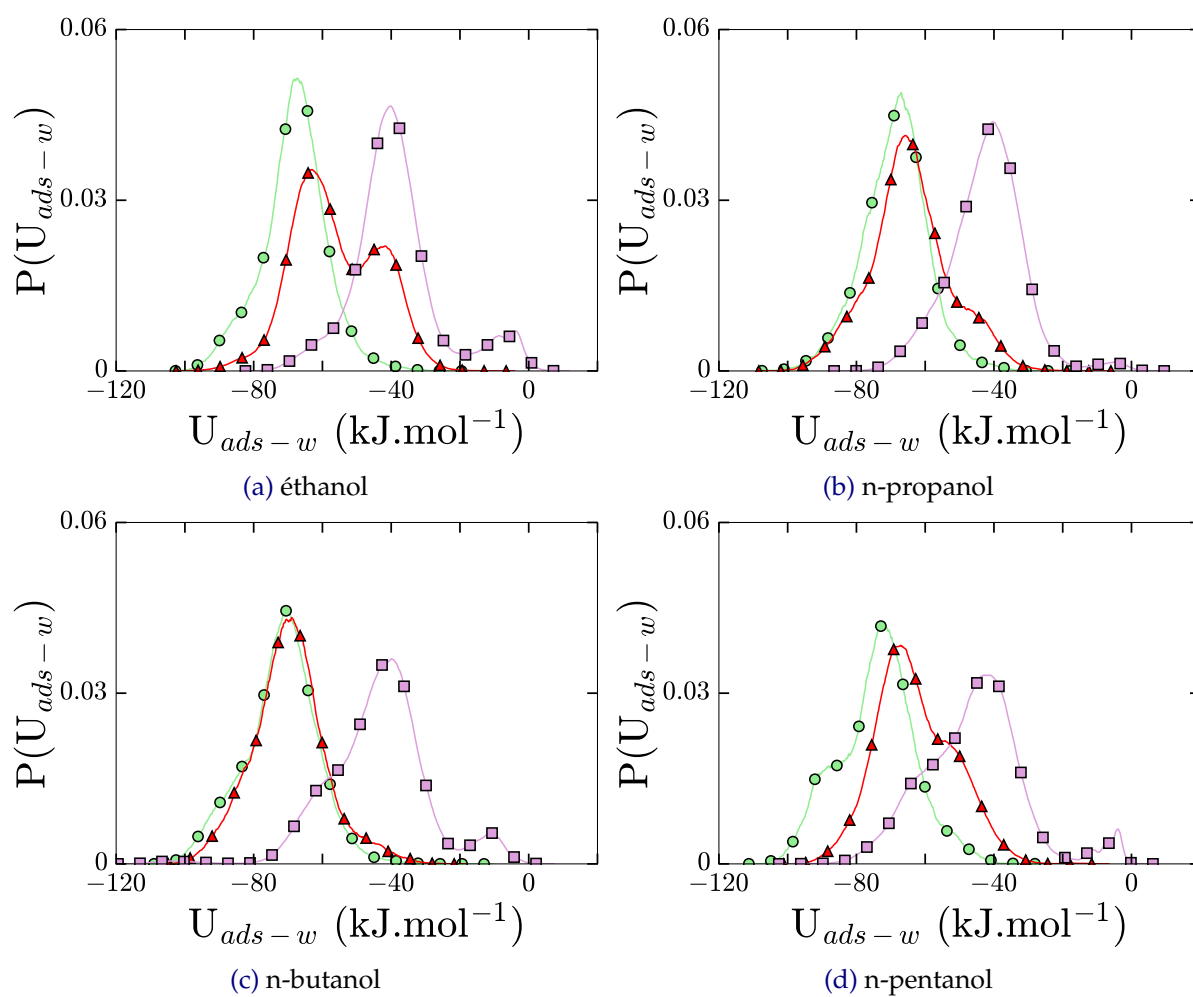 0.06 0.06
P(U_{ads-w}) P(U_{ads-w})
0.03 0.03
0 0
−120 −80 −40 0 −120 −80 −40 0
U_{ads-w} (kJ.mol^{−1}) U_{ads-w} (kJ.mol^{−1})
(a) éthanol (b) n-propanol
0.06 0.06
P(U_{ads-w}) P(U_{ads-w})
0.03 0.03
0 0
−120 −80 −40 0 −120 −80 −40 0
U_{ads-w} (kJ.mol^{−1}) U_{ads-w} (kJ.mol^{−1})
(c) n-butanol (d) n-pentanol